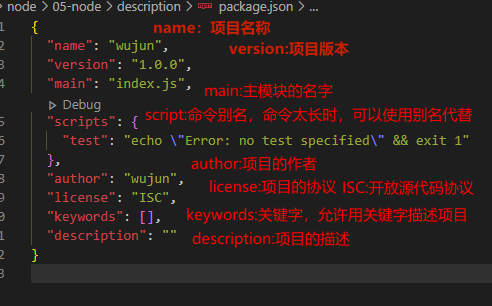 node > 05-node > description > package.json > ...
1 {
name：项目名称
2 "name": "wujun",
version:项目版本
3 "version": "1.0.0",
4 "main": "index.js",
main:主模块的名字
▷ Debug
script:命令别名，命令太长时，可以使用别名代替
5 "scripts": {
6 "test": "echo \"Error: no test specified\" && exit 1"
7 },
author:项目的作者
8 "author": "wujun",
license:项目的协议 ISC:开放源代码协议
9 "license": "ISC",
0 "keywords": [],
keywords:关键字，允许用关键字描述项目
1 "description": ""
description:项目的描述
2 }
3